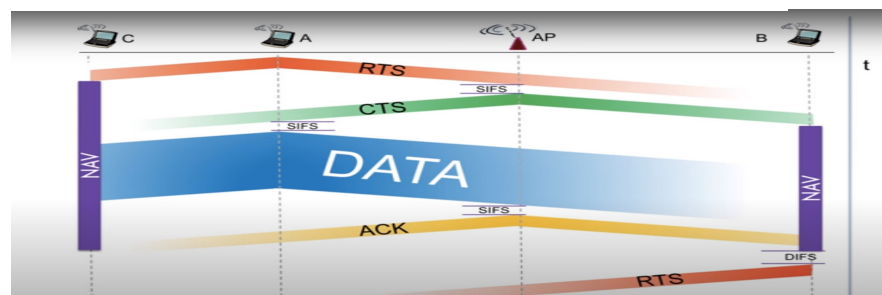 C
A
AP
B
t
RTS
SIFS
CTS
SIFS
NAV
DATA
NAV
SIFS
ACK
DIFS
RTS